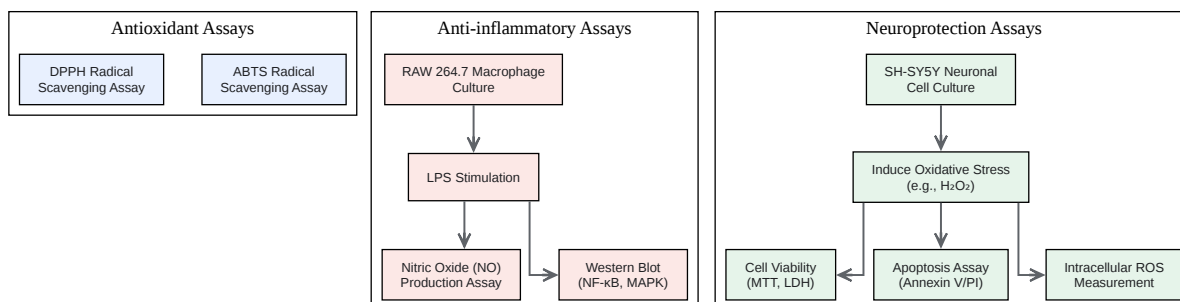 Antioxidant Assays
DPPH Radical
Scavenging Assay
ABTS Radical
Scavenging Assay
Anti-inflammatory Assays
RAW 264.7 Macrophage
Culture
LPS Stimulation
Nitric Oxide (NO)
Production Assay
Western Blot
(NF-κB, MAPK)
Neuroprotection Assays
SH-SY5Y Neuronal
Cell Culture
Induce Oxidative Stress
(e.g., H₂O₂)
Cell Viability
(MTT, LDH)
Apoptosis Assay
(Annexin V/PI)
Intracellular ROS
Measurement